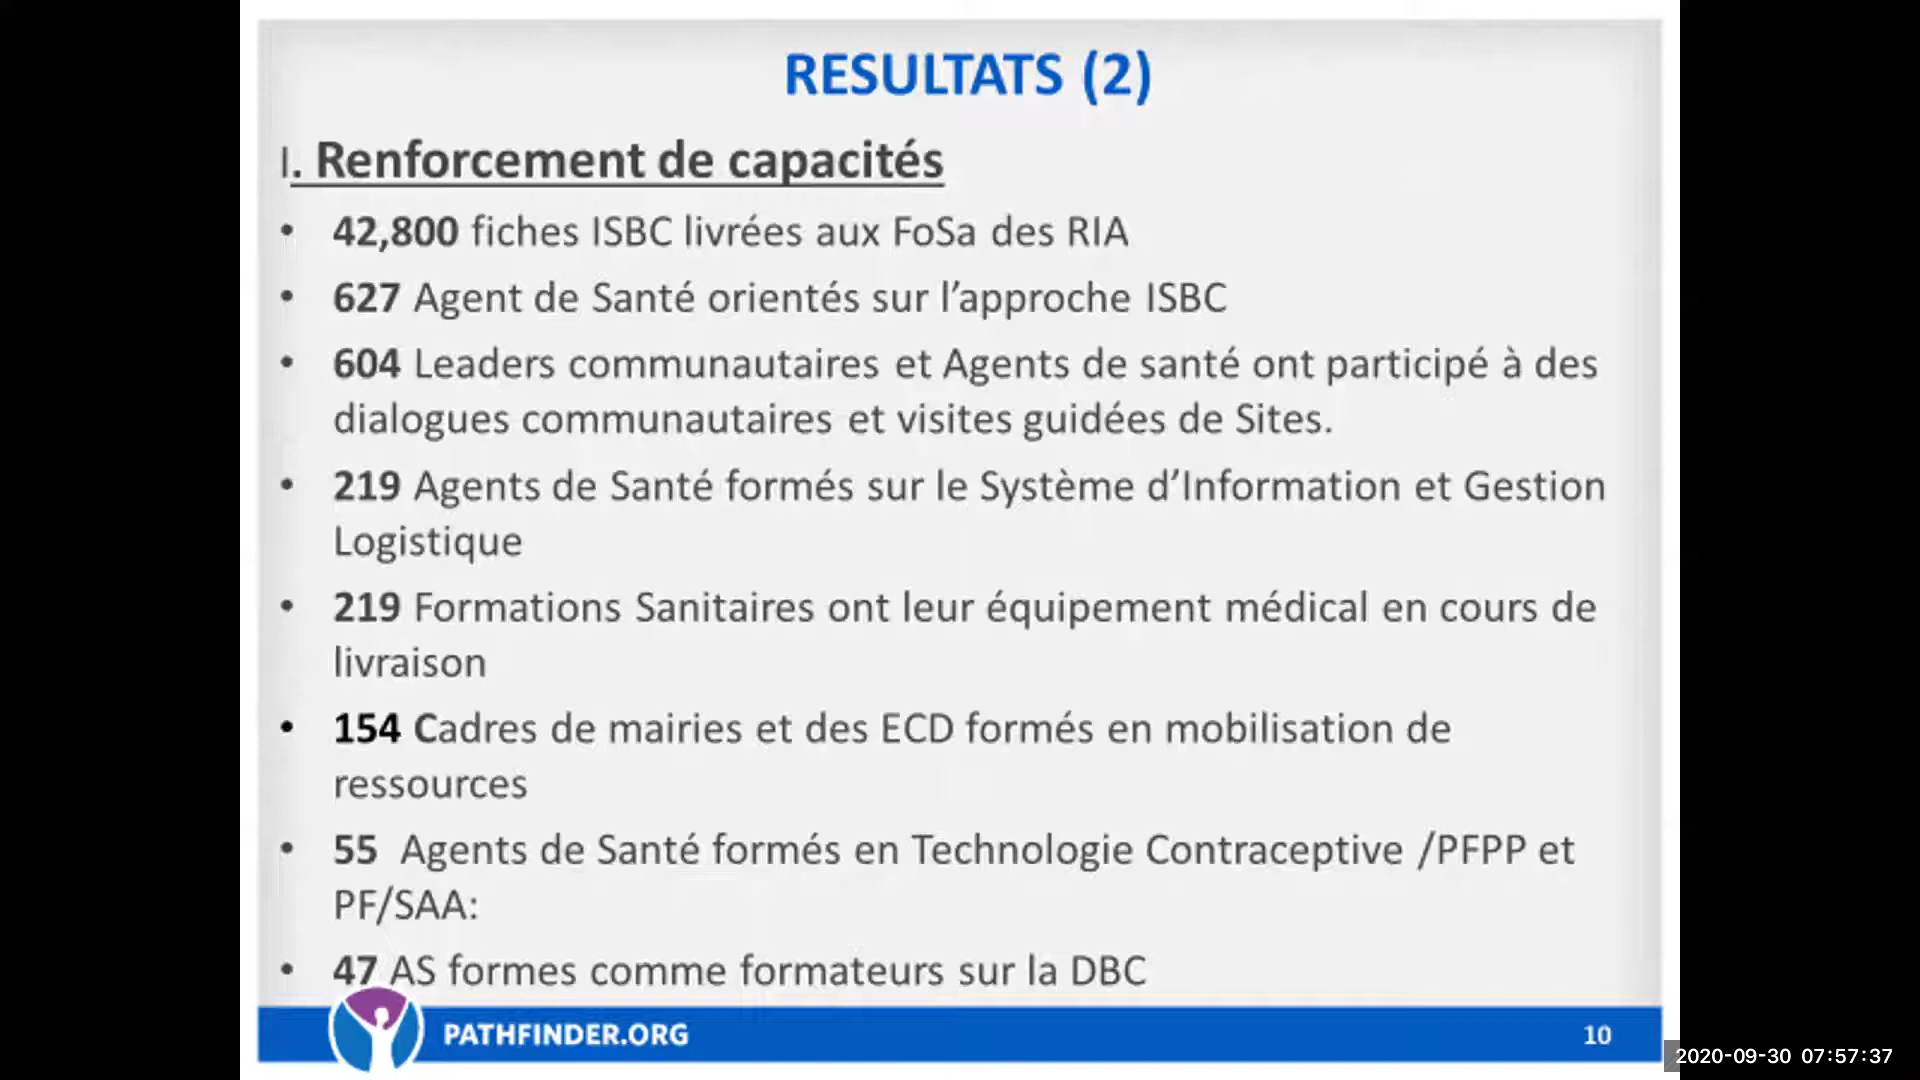 RESULTATS (2)
I. Renforcement de capacités
• 42,800 fiches ISBC livrées aux FoSa des RIA
• 627 Agent de Santé orientés sur l’approche ISBC
• 604 Leaders communautaires et Agents de santé ont participé à des
dialogues communautaires et visites guidées de Sites.
• 219 Agents de Santé formés sur le Système d’Information et Gestion
Logistique
• 219 Formations Sanitaires ont leur équipement médical en cours de
livraison
• 154 Cadres de mairies et des ECD formés en mobilisation de
ressources
• 55 Agents de Santé formés en Technologie Contraceptive /PFPP et
PF/SAA:
• 47 AS formes comme formateurs sur la DBC
PATHFINDER.ORG
10
2020-09-30 07:57:37